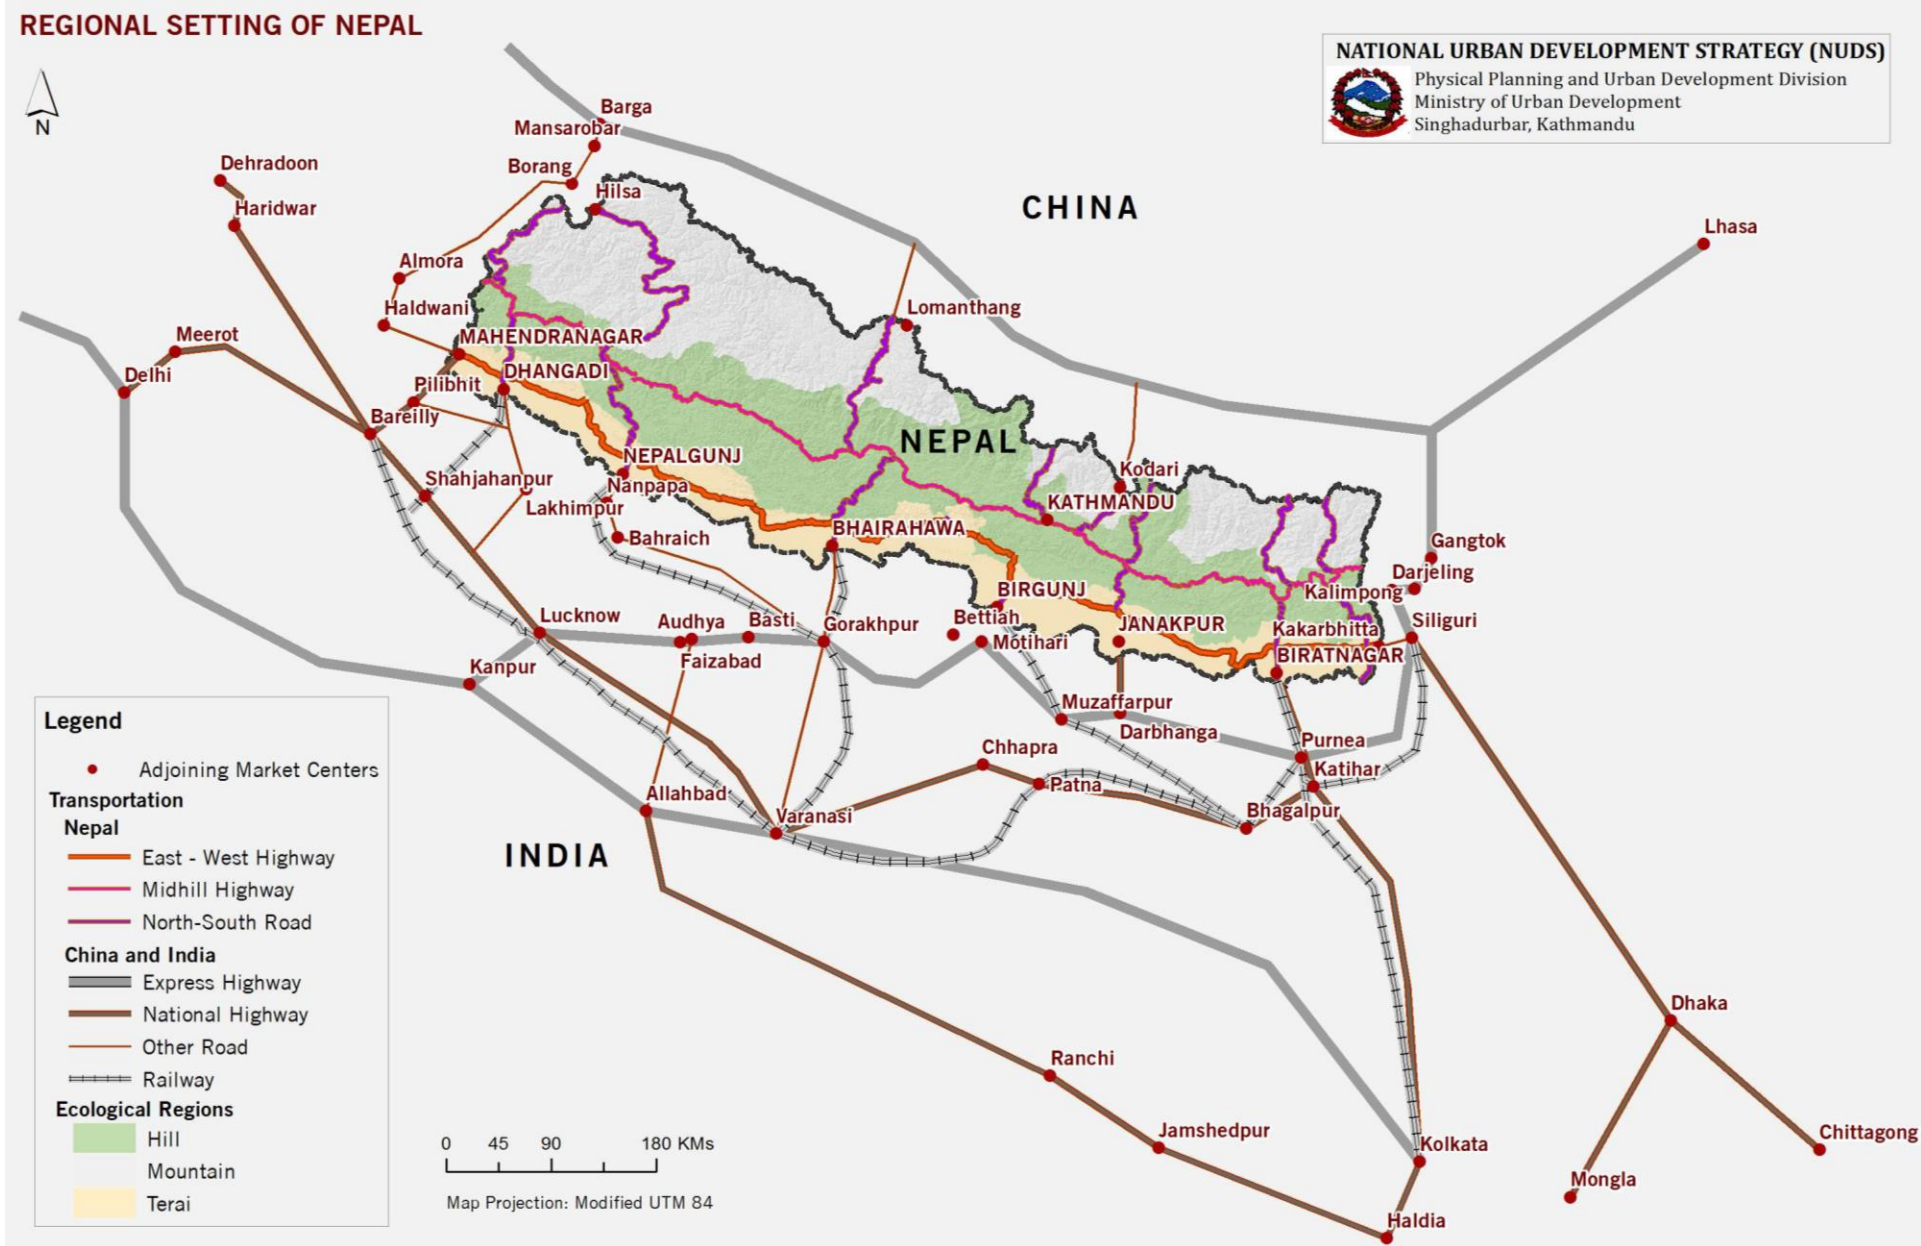 REGIONAL SETTING OF NEPAL
NATIONAL URBAN DEVELOPMENT STRATEGY (NUDS)
Physical Planning and Urban Development Division
Ministry of Urban Development
Singhadurbar, Kathmandu
N
Barga
Mansarobar
Borang
Hilsa
Dehradoon
Haridwar
CHINA
Lhasa
Almora
Haldwani
Lomanthang
Meerot
MAHENDRANAGAR
Delhi
Pilibhit
DHANGADI
Bareilly
NEPAL
NEPALGUNJ
Kodari
Shahjahanpur
Nanpapa
KATHMANDU
Lakhimpur
BHAIRAHAWA
Bahraich
Gangtok
Darjeling
BIRGUNJ
Kalimpong
Lucknow
Audhya
Basti
Gorakhpur
Bettiah
JANAKPUR
Siliguri
Kakarbhitta
Motihari
Faizabad
BIRATNAGAR
Kanpur
Muzaffarpur
Darbhanga
Purnea
Chhapra
Katihar
Patna
Allahbad
Varanasi
Bhagalpur
INDIA
Dhaka
Ranchi
Jamshedpur
Chittagong
Kolkata
Mongla
Haldia
Legend
Adjoining Market Centers
Transportation
Nepal
East - West Highway
Midhill Highway
North-South Road
China and India
Express Highway
National Highway
Other Road
Railway
Ecological Regions
Hill
Mountain
Terai
0 45 90 180 KMs
Map Projection: Modified UTM 84